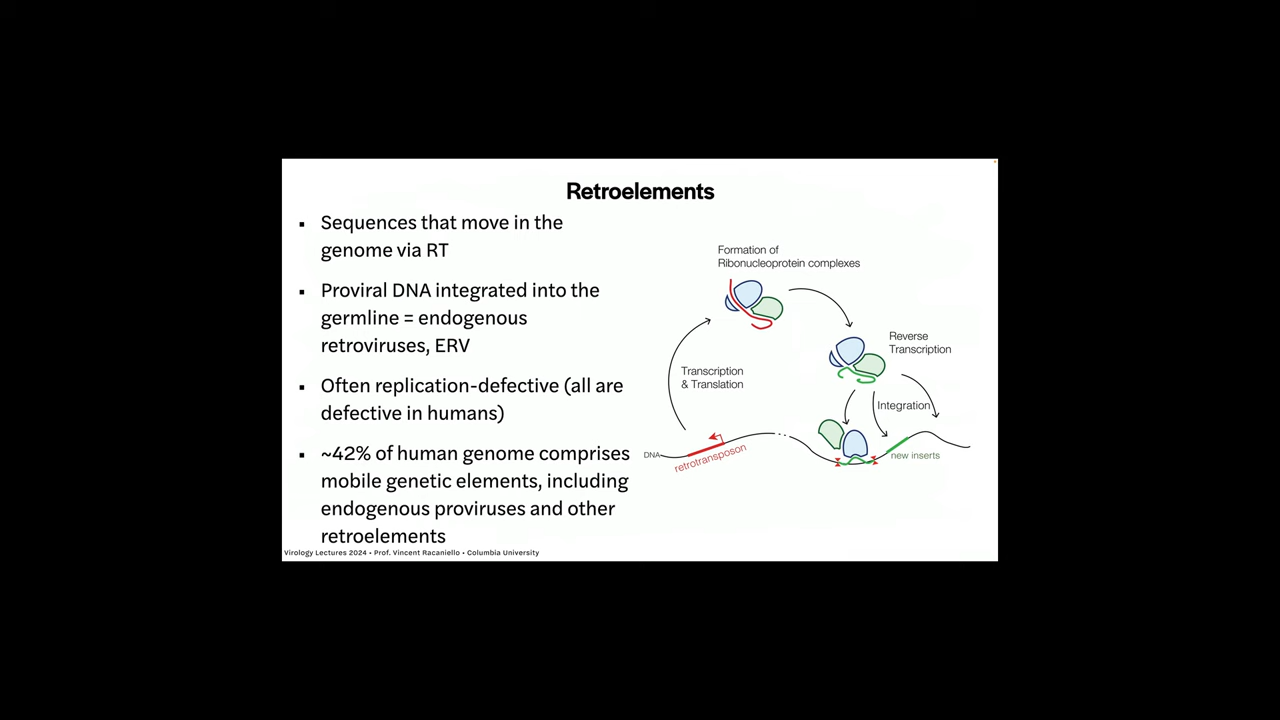 Retroelements
▪ Sequences that move in the
genome via RT
▪ Proviral DNA integrated into the
germline = endogenous
retroviruses, ERV
▪ Often replication-defective (all are
defective in humans)
▪ ~42% of human genome comprises
mobile genetic elements, including
endogenous proviruses and other
retroelements
Formation of
Ribonucleoprotein complexes
Reverse
Transcription
Transcription
& Translation
Integration
DNA
retrotransposon
new inserts
Virology Lectures 2024 • Prof. Vincent Racaniello • Columbia University